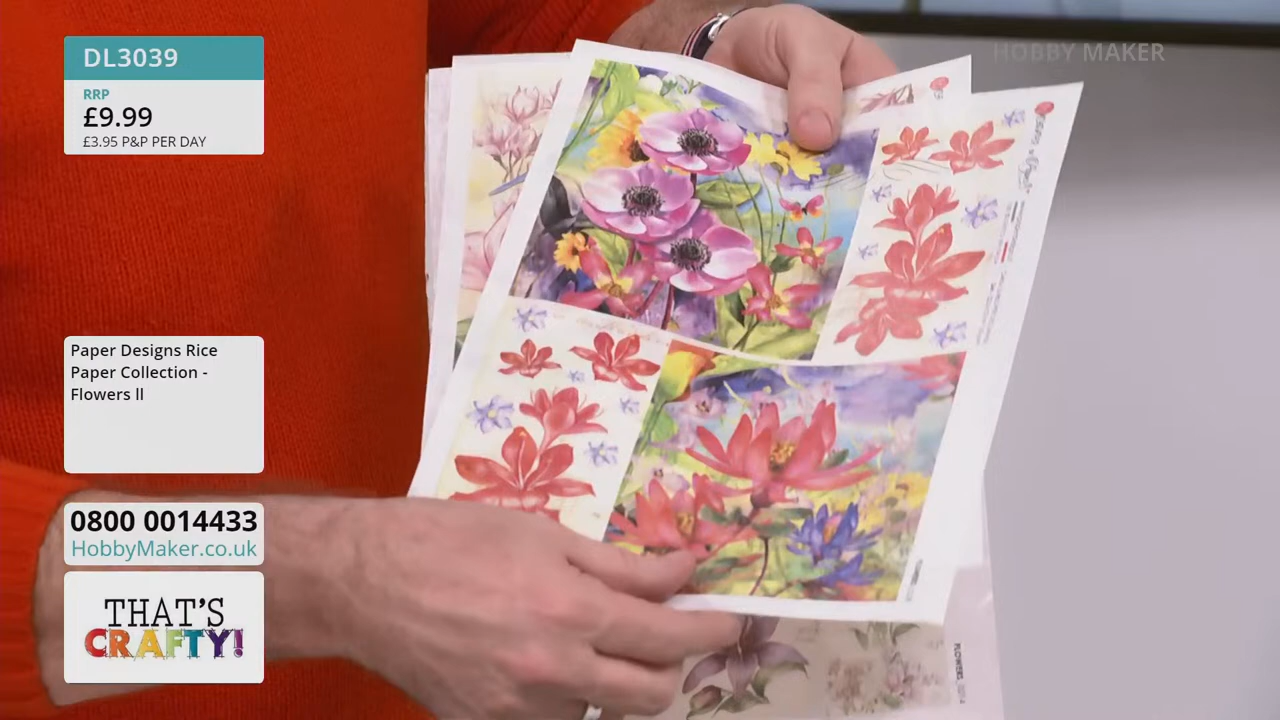 DL3039
RRP
£9.99
£3.95 P&P PER DAY
HOBBY MAKER
Paper Designs Rice
Paper Collection -
Flowers ll
0800 0014433
HobbyMaker.co.uk
THAT'S
CRAFTY!
FLOWERS